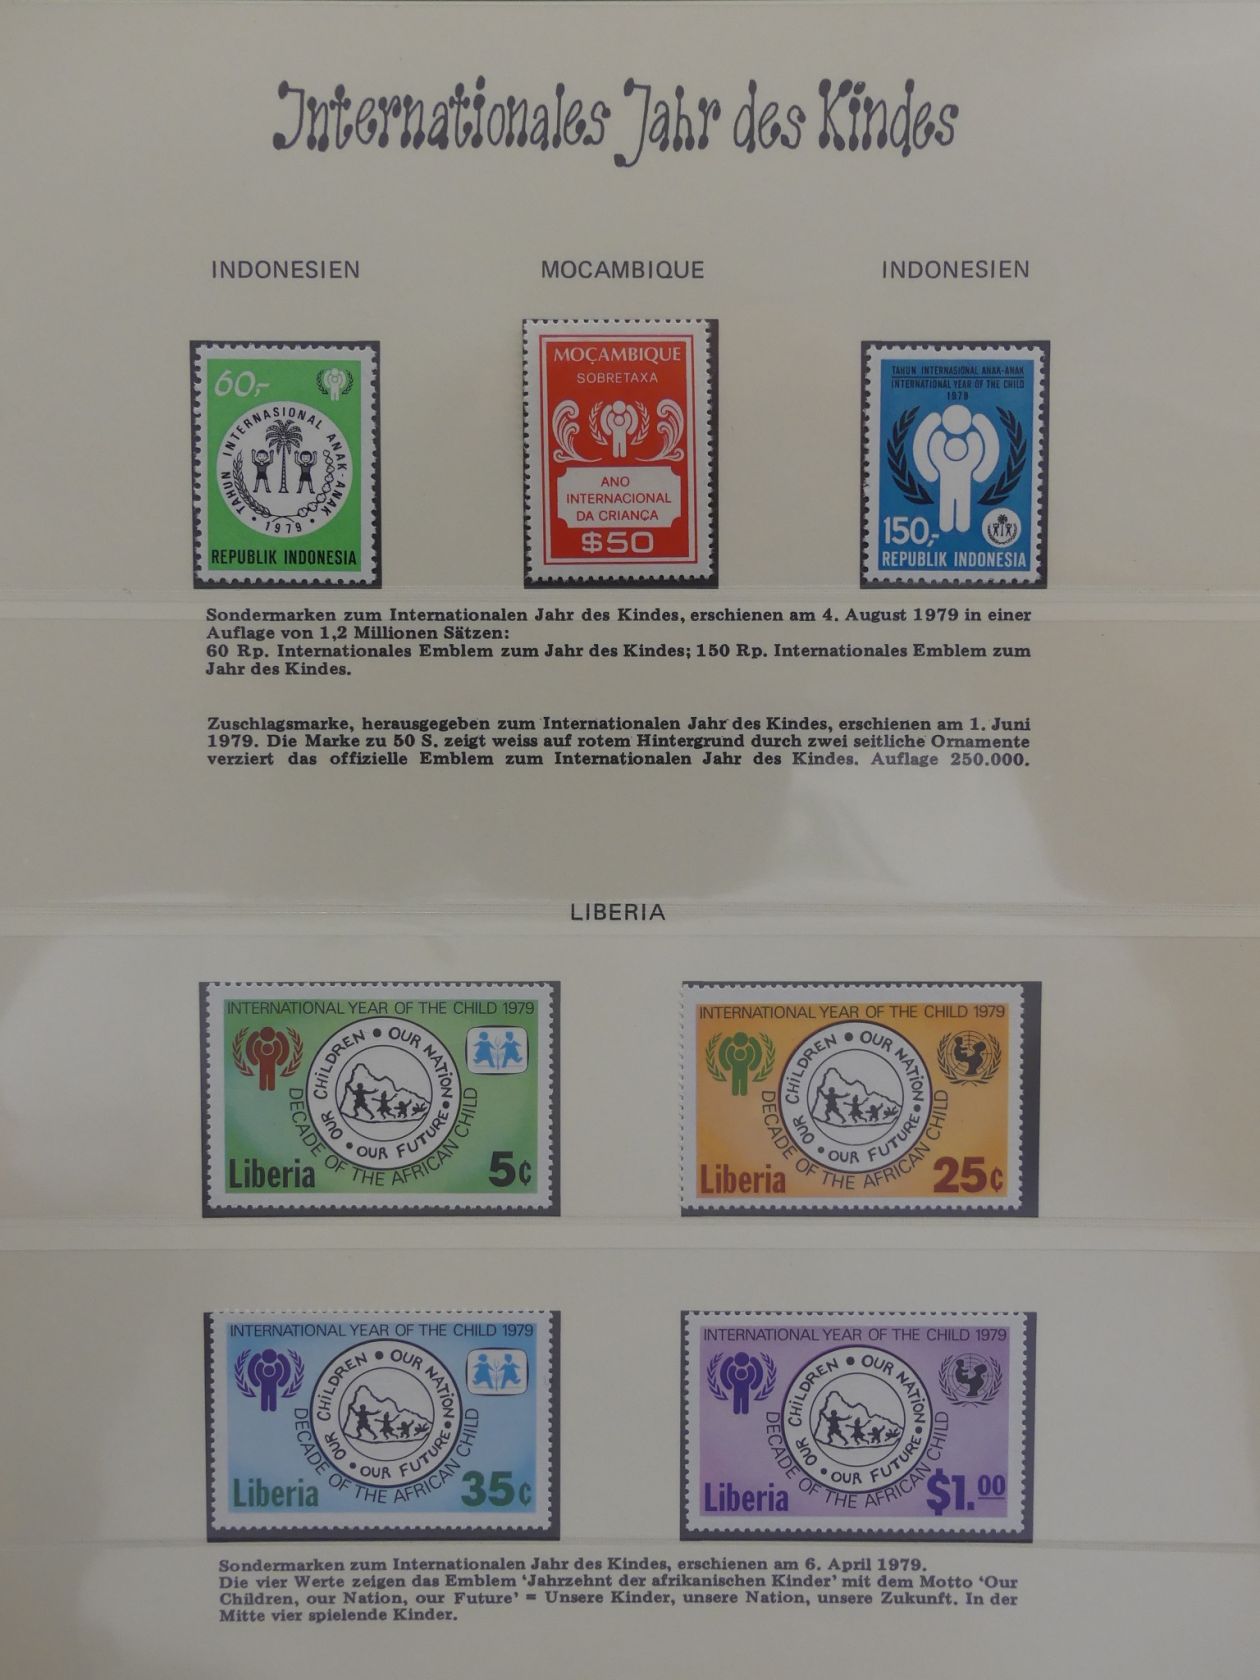 Internationales Jahr des Kindes
INDONESIEN
MOCAMBIQUE
INDONESIEN
60,-
TAHUN INTERNASIONAL ANAK-ANAK
• 1979 •
REPUBLIK INDONESIA
MOÇAMBIQUE
SOBRETAXA
ANO
INTERNACIONAL
DA CRIANÇA
$50
TAHUN INTERNASIONAL ANAK-ANAK
INTERNATIONAL YEAR OF THE CHILD
1979
150,-
REPUBLIK INDONESIA
Sondermarken zum Internationalen Jahr des Kindes, erschienen am 4. August 1979 in einer
Auflage von 1,2 Millionen Sätzen:
60 Rp. Internationales Emblem zum Jahr des Kindes; 150 Rp. Internationales Emblem zum
Jahr des Kindes.
Zuschlagsmarke, herausgegeben zum Internationalen Jahr des Kindes, erschienen am 1. Juni
1979. Die Marke zu 50 S. zeigt weiss auf rotem Hintergrund durch zwei seitliche Ornamente
verziert das offizielle Emblem zum Internationalen Jahr des Kindes. Auflage 250.000.
LIBERIA
INTERNATIONAL YEAR OF THE CHILD 1979
OUR CHiLDREN • OUR NATiON • OUR FUTURE •
DECADE OF THE AFRICAN CHILD
Liberia
5¢
INTERNATIONAL YEAR OF THE CHILD 1979
OUR CHiLDREN • OUR NATiON • OUR FUTURE •
DECADE OF THE AFRICAN CHILD
Liberia
25¢
INTERNATIONAL YEAR OF THE CHILD 1979
OUR CHiLDREN • OUR NATiON • OUR FUTURE •
DECADE OF THE AFRICAN CHILD
Liberia
35¢
INTERNATIONAL YEAR OF THE CHILD 1979
OUR CHiLDREN • OUR NATiON • OUR FUTURE •
DECADE OF THE AFRICAN CHILD
Liberia
$1.00
Sondermarken zum Internationalen Jahr des Kindes, erschienen am 6. April 1979.
Die vier Werte zeigen das Emblem ‘Jahrzehnt der afrikanischen Kinder’ mit dem Motto ‘Our
Children, our Nation, our Future’ = Unsere Kinder, unsere Nation, unsere Zukunft. In der
Mitte vier spielende Kinder.